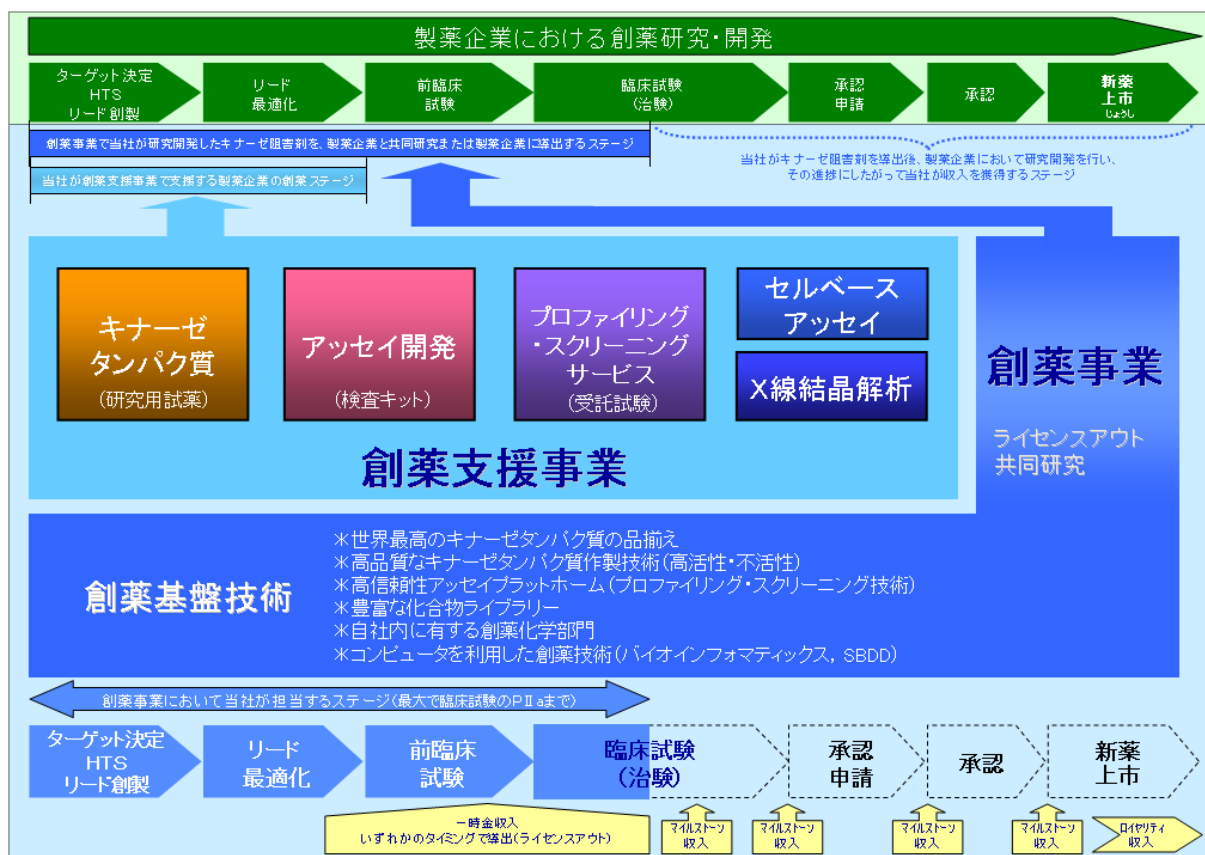 製薬企業における創薬研究・開発
ターゲット決定
HTS
リード創製
リード
最適化
前臨床
試験
臨床試験
(治験)
承認
申請
承認
新薬
上市
じょうし
創薬事業で当社が研究開発したキナーゼ阻害剤を、製薬企業と共同研究または製薬企業に導出するステージ
当社が創薬支援事業で支援する製薬企業の創薬ステージ
当社がキナーゼ阻害剤を導出後、製薬企業において研究開発を行い、
その進捗にしたがって当社が収入を獲得するステージ
キナーゼ
タンパク質
(研究用試薬)
アッセイ開発
(検査キット)
プロファイリング
・スクリーニング
サービス
(受託試験)
セルベース
アッセイ
X線結晶解析
創薬支援事業
創薬事業
ライセンスアウト
共同研究
創薬基盤技術
※世界最高のキナーゼタンパク質の品揃え
※高品質なキナーゼタンパク質作製技術(高活性・不活性)
※高信頼性アッセイプラットホーム(プロファイリング・スクリーニング技術)
※豊富な化合物ライブラリー
※自社内に有する創薬化学部門
※コンピュータを利用した創薬技術(バイオインフォマティックス, SBDD)
創薬事業において当社が担当するステージ(最大で臨床試験のPⅡaまで)
ターゲット決定
HTS
リード創製
リード
最適化
前臨床
試験
臨床試験
(治験)
承認
申請
承認
新薬
上市
一時金収入
いずれかのタイミングで導出(ライセンスアウト)
マイルストーン
収入
マイルストーン
収入
マイルストーン
収入
マイルストーン
収入
ロイヤリティ
収入